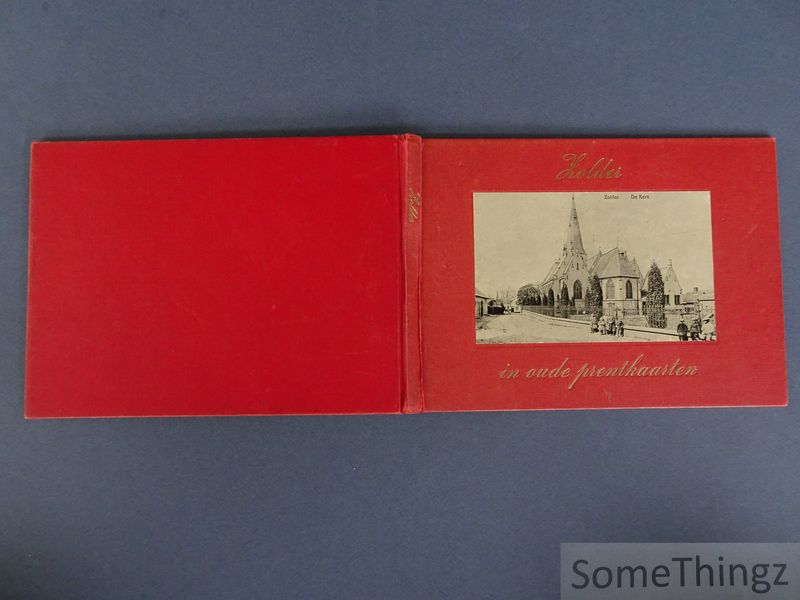 Zolder
Zolder
Zolder De Kerk
in oude prentkaarten
SomeThingz